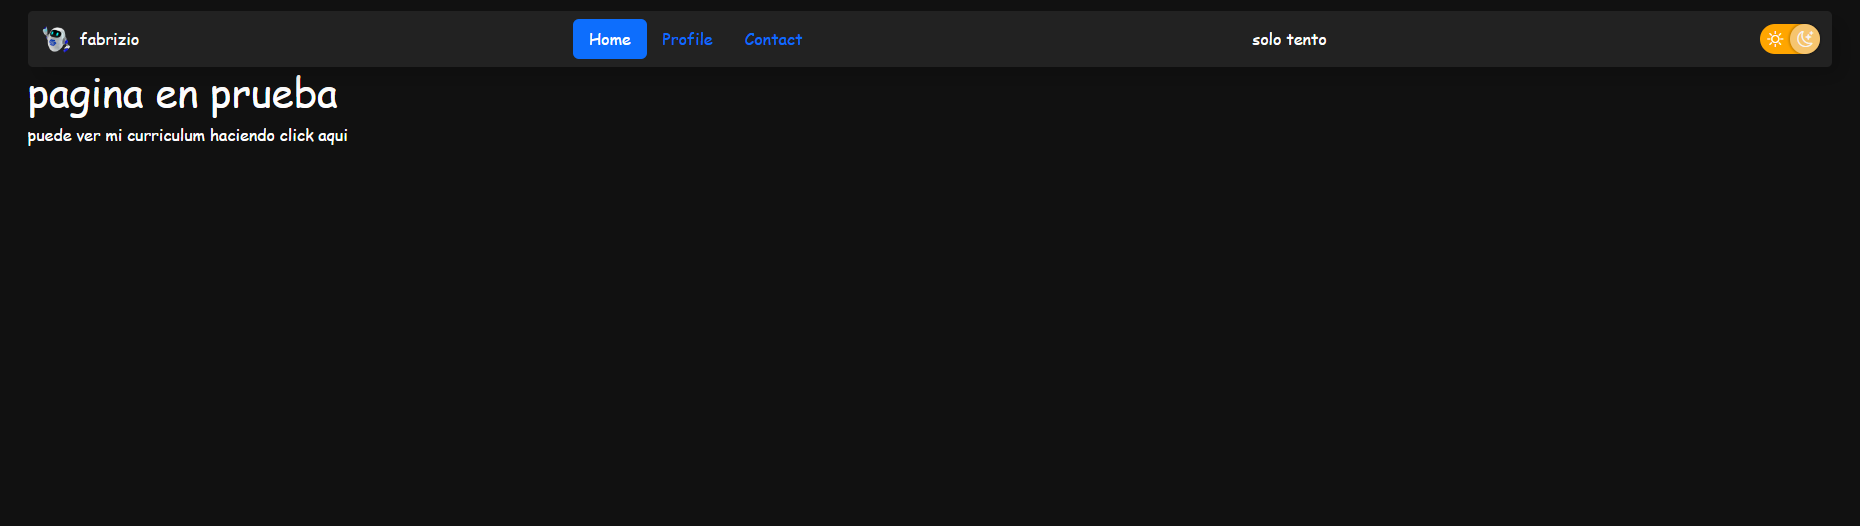 fabrizio Home Profile Contact solo tento
pagina en prueba
puede ver mi curriculum haciendo click aqui